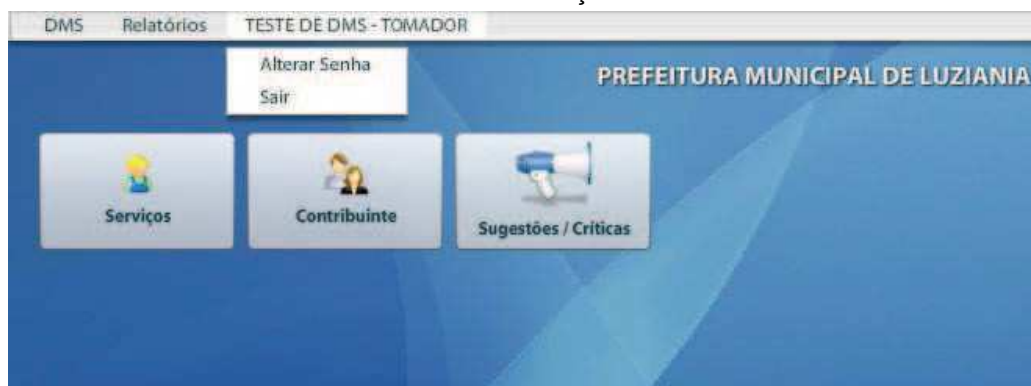 DMS Relatórios TESTE DE DMS - TOMADOR
Alterar Senha
Sair
PREFEITURA MUNICIPAL DE LUZIANIA
Serviços
Contribuinte
Sugestões / Críticas